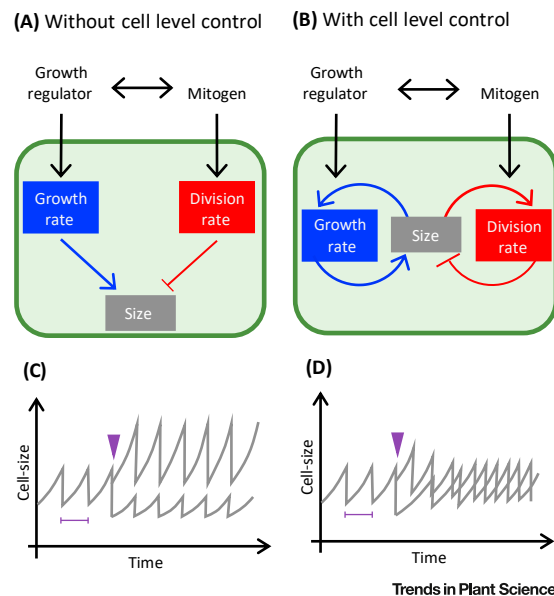 (A) Without cell level control
Growth
regulator
Mitogen
Growth
rate
Division
rate
Size
(B) With cell level control
Growth
regulator
Mitogen
Growth
rate
Size
Division
rate
(C)
Cell-size
Time
(D)
Cell-size
Time
Trends in Plant Science